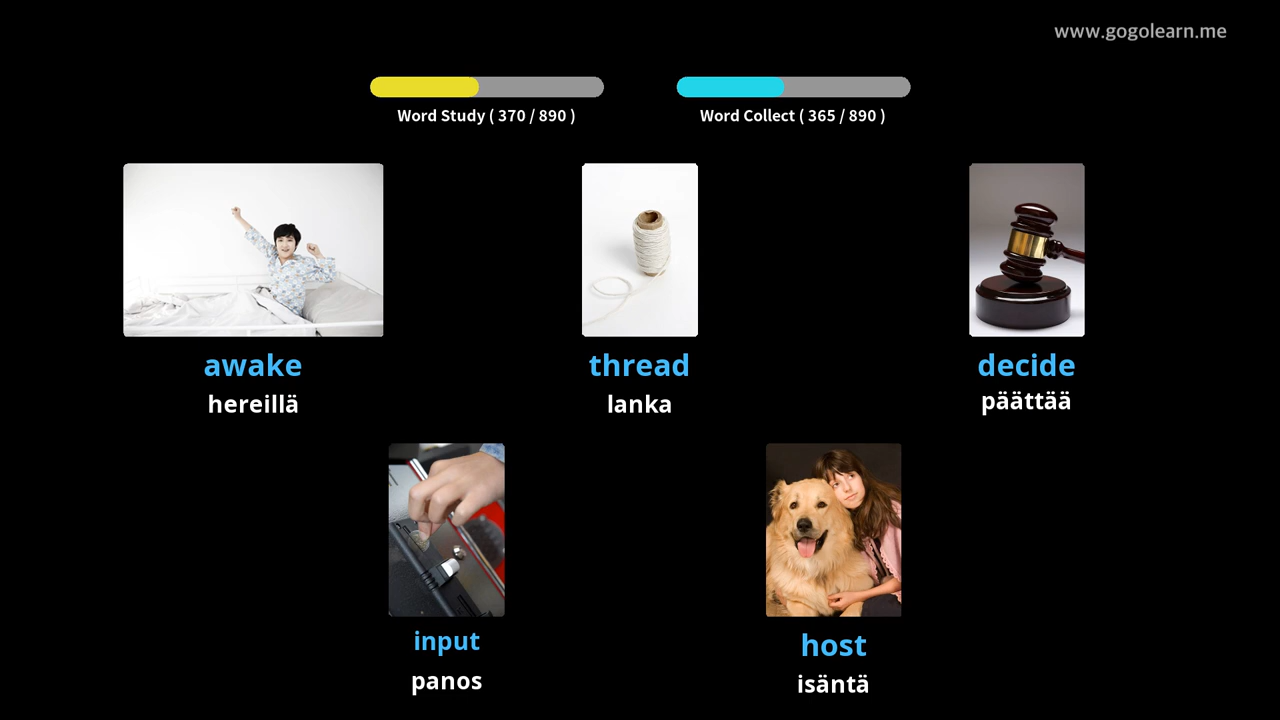 www.gogolearn.me
Word Study ( 370 / 890 )
Word Collect ( 365 / 890 )
awake
hereillä
thread
lanka
decide
päättää
input
panos
host
isäntä